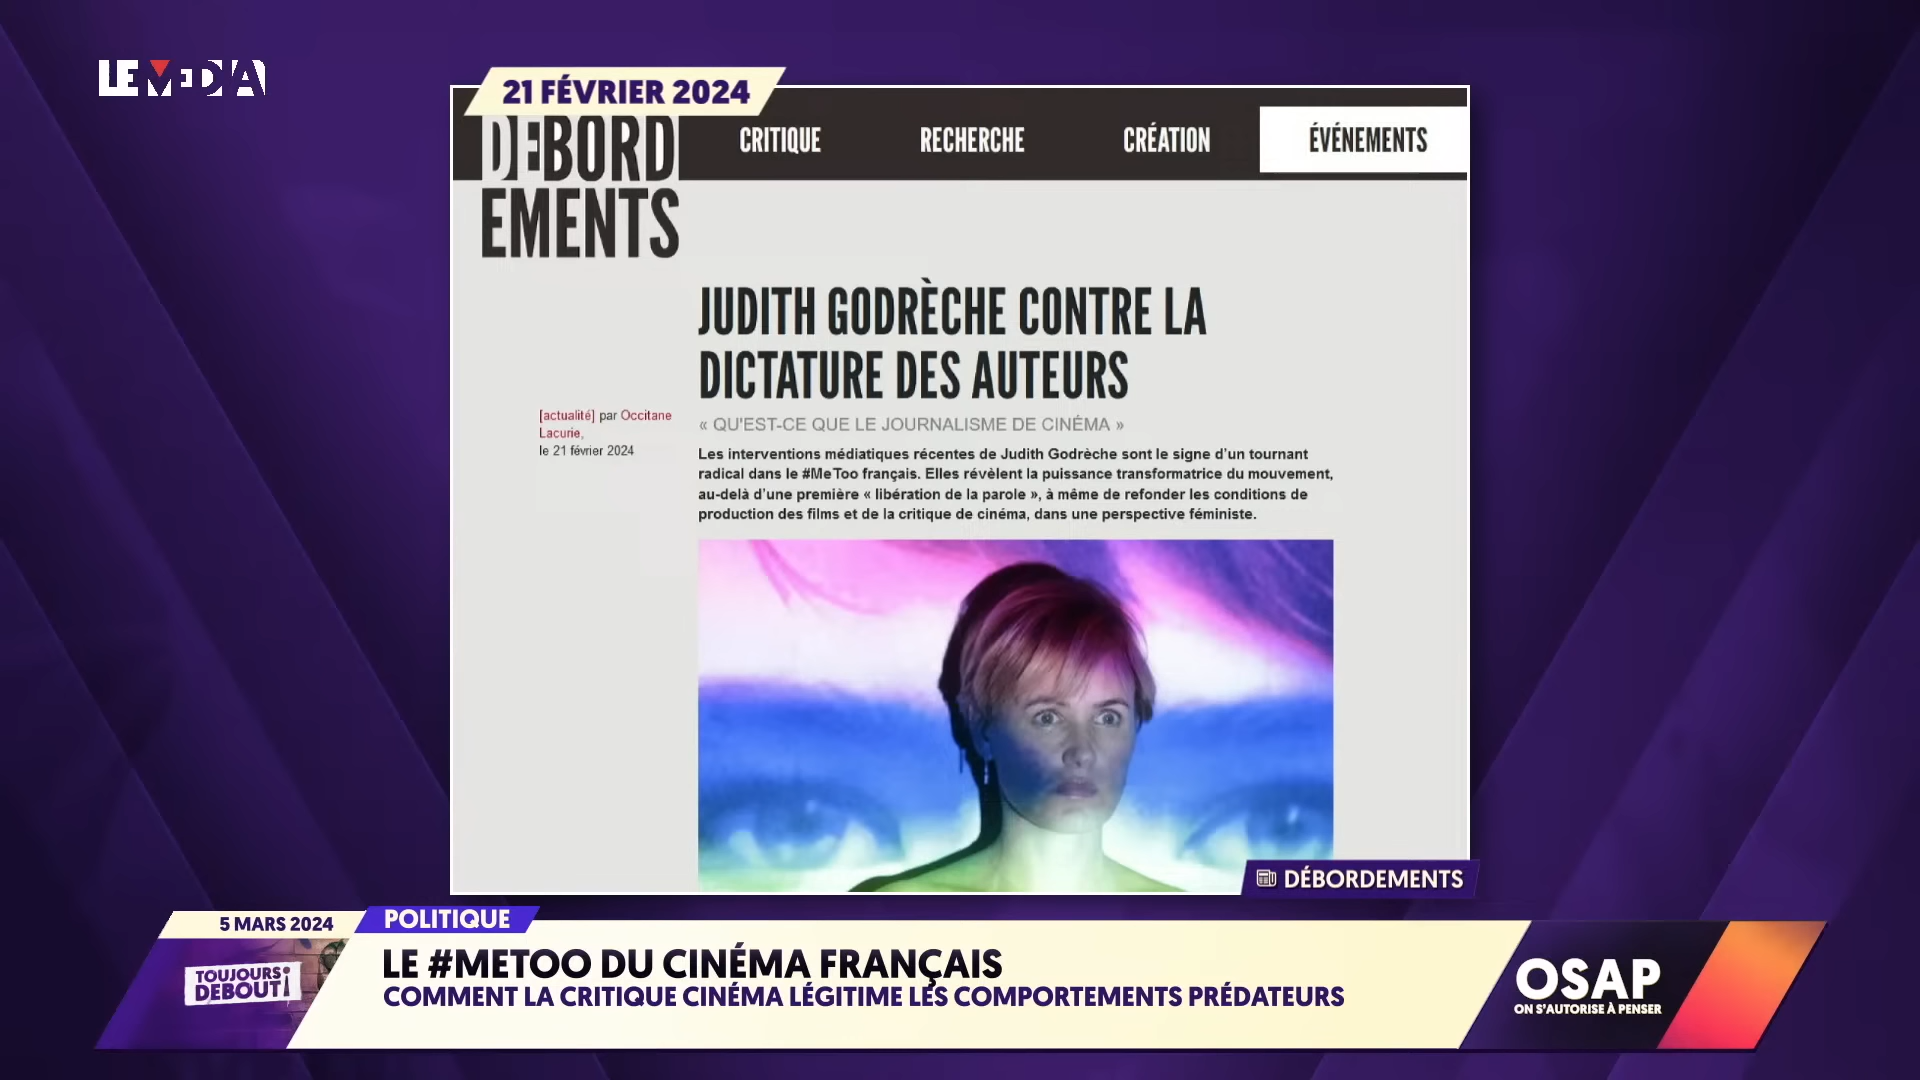 LE MEDIA
21 FÉVRIER 2024
DEBORD
EMENTS
CRITIQUE
RECHERCHE
CRÉATION
ÉVÉNEMENTS
JUDITH GODRÈCHE CONTRE LA
DICTATURE DES AUTEURS
« QU'EST-CE QUE LE JOURNALISME DE CINÉMA »
[actualité] par Occitane
Lacurie,
le 21 février 2024
Les interventions médiatiques récentes de Judith Godrèche sont le signe d'un tournant
radical dans le #MeToo français. Elles révèlent la puissance transformatrice du mouvement,
au-delà d'une première « libération de la parole », à même de refonder les conditions de
production des films et de la critique de cinéma, dans une perspective féministe.
DÉBORDEMENTS
5 MARS 2024
POLITIQUE
TOUJOURS
DEBOUT!
LE #METOO DU CINÉMA FRANÇAIS
COMMENT LA CRITIQUE CINÉMA LÉGITIME LES COMPORTEMENTS PRÉDATEURS
OSAP
ON S'AUTORISE À PENSER